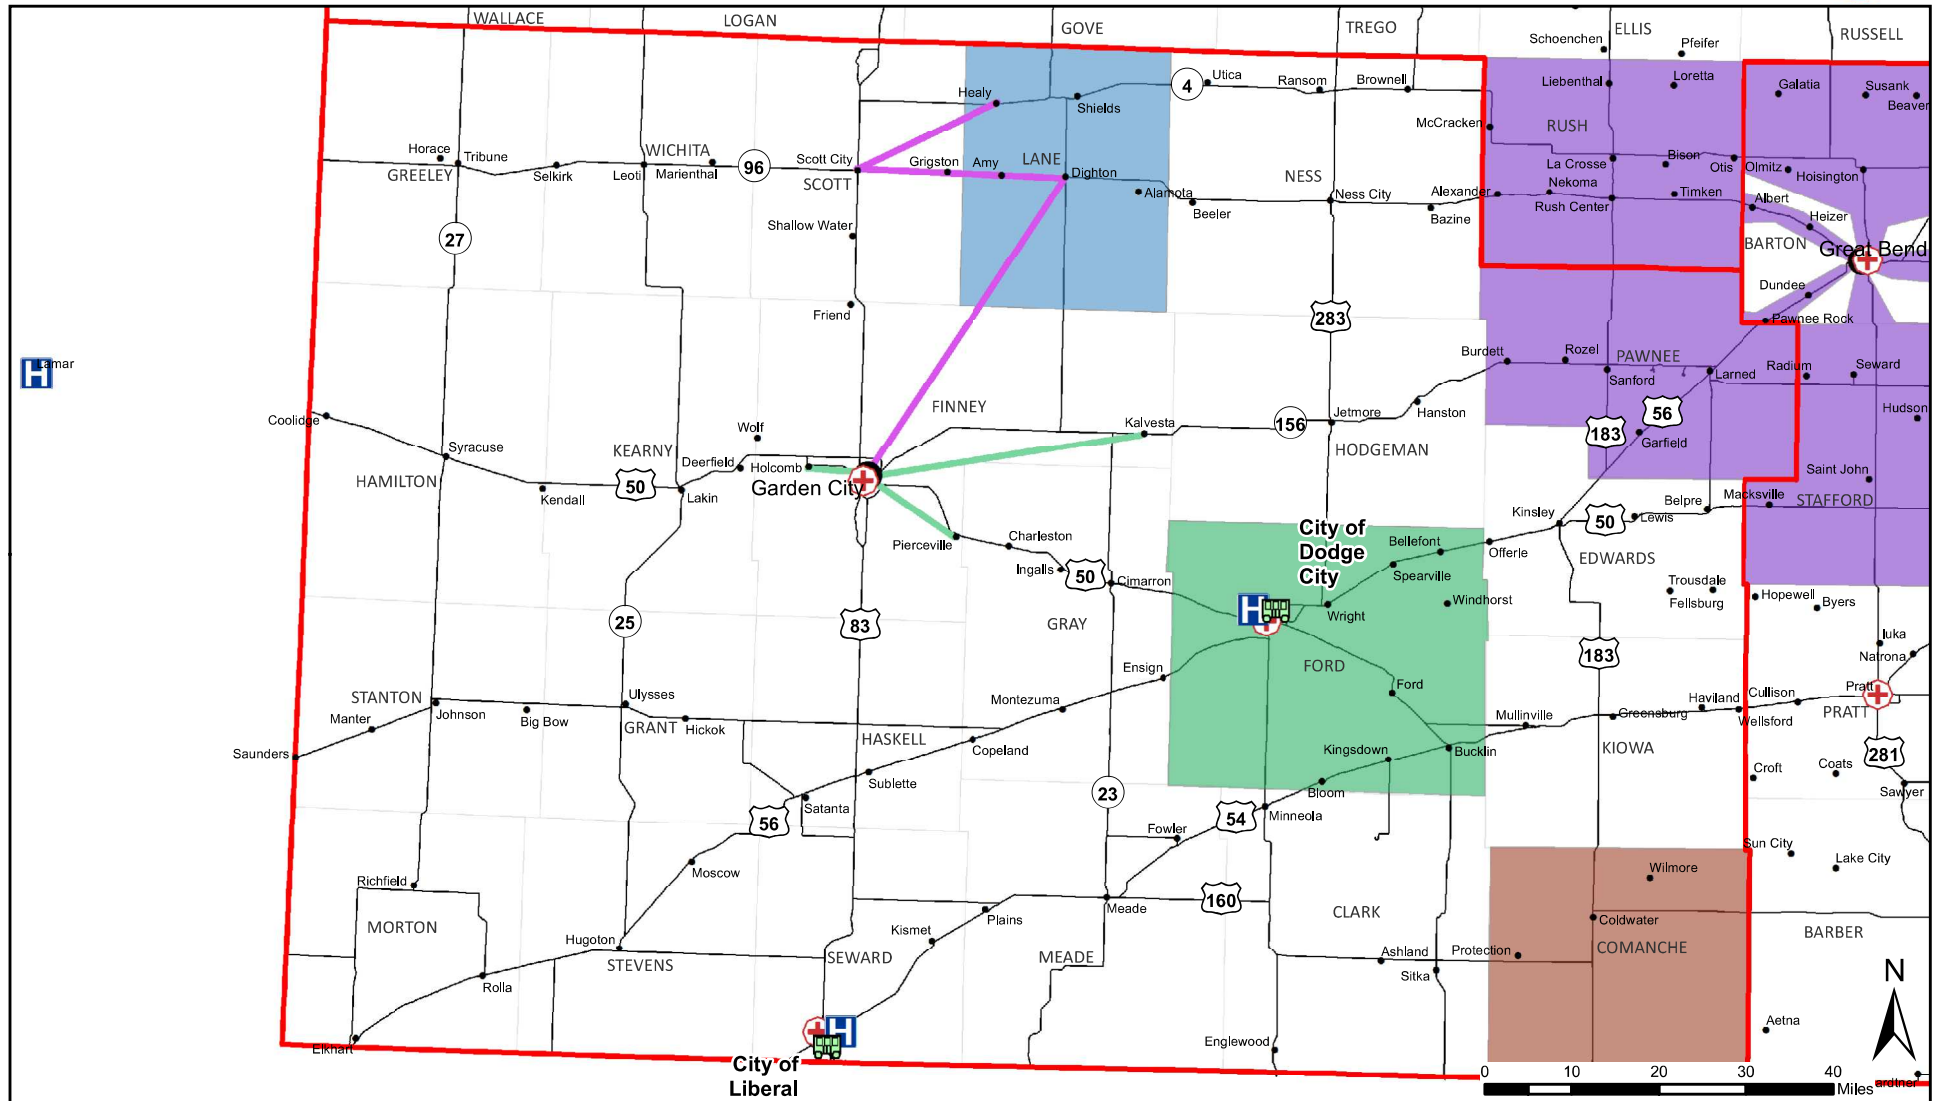 WALLACE
LOGAN
GOVE
TREGO
ELLIS
RUSSELL
Schoenchen
Pfeifer
Utica
Ransom
Brownell
Liebenthal
Loretta
Galatia
Susank
Beaver
Healy
Shields
4
McCracken
RUSH
Horace
Tribune
WICHITA
Scott City
Grigston
Amy
LANE
La Crosse
Bison
Otis
Olmitz
Hoisington
GREELEY
Selkirk
Leoti
Marienthal
96
SCOTT
Dighton
NESS
Alamota
Beeler
Ness City
Alexander
Bazine
Nekoma
Rush Center
Timken
Albert
Heizer
Shallow Water
BARTON
Great Bend
27
Friend
283
Dundee
Pawnee Rock
Lamar
Burdett
Rozel
PAWNEE
Sanford
Larned
Radium
Seward
Coolidge
FINNEY
Kalvesta
156
Jetmore
Hanston
56
183
Garfield
Hudson
Syracuse
KEARNY
Wolf
Deerfield
Holcomb
HODGEMAN
HAMILTON
Kendall
50
Lakin
Garden City
Saint John
Belpre
Macksville
STAFFORD
Kinsley
50
Lewis
Pierceville
Charleston
City of
Dodge
City
Bellefont
Offerle
EDWARDS
Ingalls
50
Cimarron
Spearville
Windhorst
Trousdale
Fellsburg
Hopewell
Byers
Wright
25
83
GRAY
Iuka
Natrona
FORD
183
Ensign
Ford
Pratt
STANTON
Manter
Johnson
Big Bow
Ulysses
GRANT
Hickok
Montezuma
Mullinville
Greensburg
Haviland
Cullison
Wellsford
PRATT
Saunders
HASKELL
Copeland
Kingsdown
Bucklin
KIOWA
281
Sublette
Croft
Coats
Sawyer
Satanta
23
Bloom
56
54
Minneola
Fowler
Sun City
Lake City
Moscow
Richfield
Wilmore
160
Meade
MORTON
Plains
CLARK
Coldwater
BARBER
Hugoton
Kismet
STEVENS
SEWARD
MEADE
Ashland
Protection
COMANCHE
Sitka
Rolla
N
Aetna
Elkhart
Englewood
City of
Liberal
0 10 20 30 40
Miles
ardtner